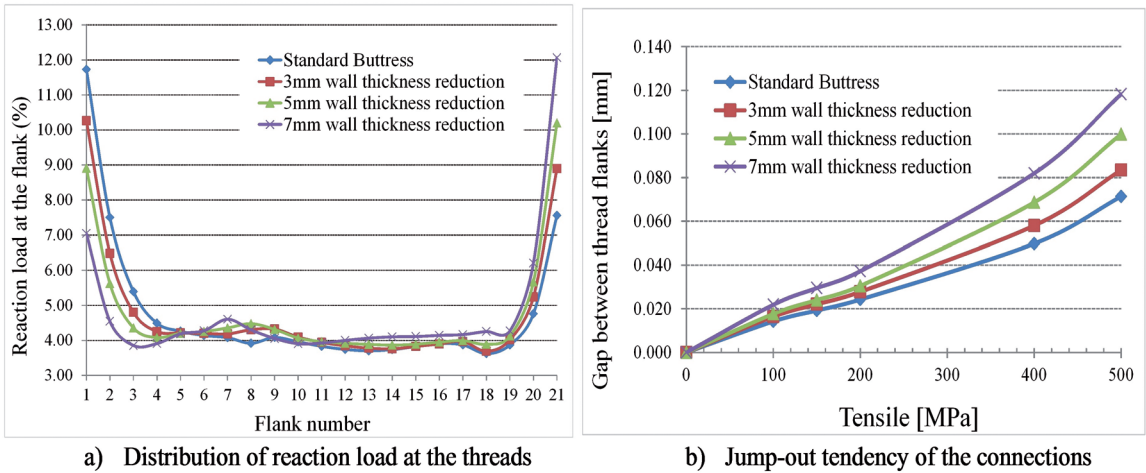 13.00
12.00
11.00
10.00
9.00
8.00
7.00
6.00
5.00
4.00
3.00
Reaction load at the flank (%)
Standard Buttress
3mm wall thickness reduction
5mm wall thickness reduction
7mm wall thickness reduction
1 2 3 4 5 6 7 8 9 10 11 12 13 14 15 16 17 18 19 20 21
Flank number
a) Distribution of reaction load at the threads
0.140
0.120
0.100
0.080
0.060
0.040
0.020
0.000
Gap between thread flanks [mm]
Standard Buttress
3mm wall thickness reduction
5mm wall thickness reduction
7mm wall thickness reduction
0 100 200 300 400 500
Tensile [MPa]
b) Jump-out tendency of the connections